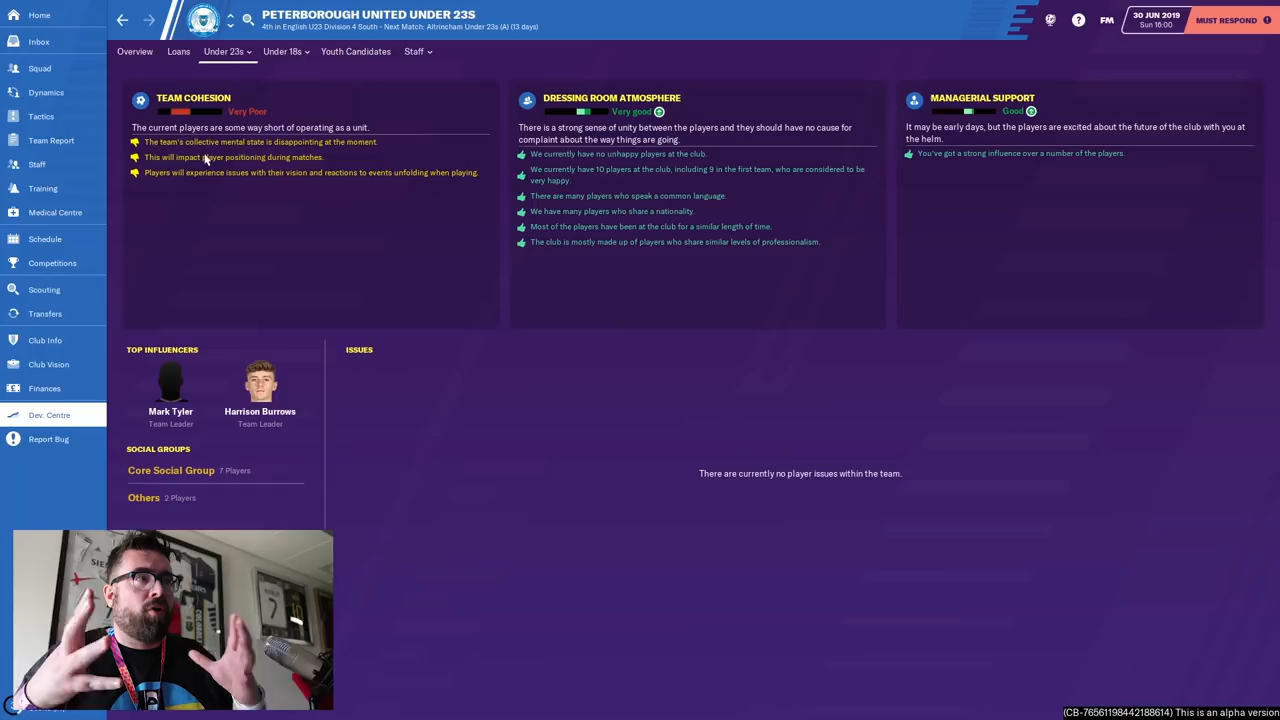 Home
Inbox
Squad
Dynamics
Tactics
Team Report
Staff
Training
Medical Centre
Schedule
Competitions
Scouting
Transfers
Club Info
Club Vision
Finances
Dev. Centre
Report Bug
PETERBOROUGH UNITED UNDER 23S
4th in English U23 Division 4 South - Next Match: Altrincham Under 23s (A) (13 days)
FM
30 JUN 2019
Sun 16:00
MUST RESPOND
Overview
Loans
Under 23s
Under 18s
Youth Candidates
Staff
TEAM COHESION
Very Poor
The current players are some way short of operating as a unit.
The team's collective mental state is disappointing at the moment.
This will impact player positioning during matches.
Players will experience issues with their vision and reactions to events unfolding when playing.
DRESSING ROOM ATMOSPHERE
Very good
There is a strong sense of unity between the players and they should have no cause for
complaint about the way things are going.
We currently have no unhappy players at the club.
We currently have 10 players at the club, including 9 in the first team, who are considered to be
very happy.
There are many players who speak a common language.
We have many players who share a nationality.
Most of the players have been at the club for a similar length of time.
The club is mostly made up of players who share similar levels of professionalism.
MANAGERIAL SUPPORT
Good
It may be early days, but the players are excited about the future of the club with you at
the helm.
You've got a strong influence over a number of the players.
TOP INFLUENCERS
Mark Tyler
Team Leader
Harrison Burrows
Team Leader
SOCIAL GROUPS
Core Social Group 7 Players
Others 2 Players
ISSUES
There are currently no player issues within the team.
7
(CB-76561198442188614) This is an alpha version